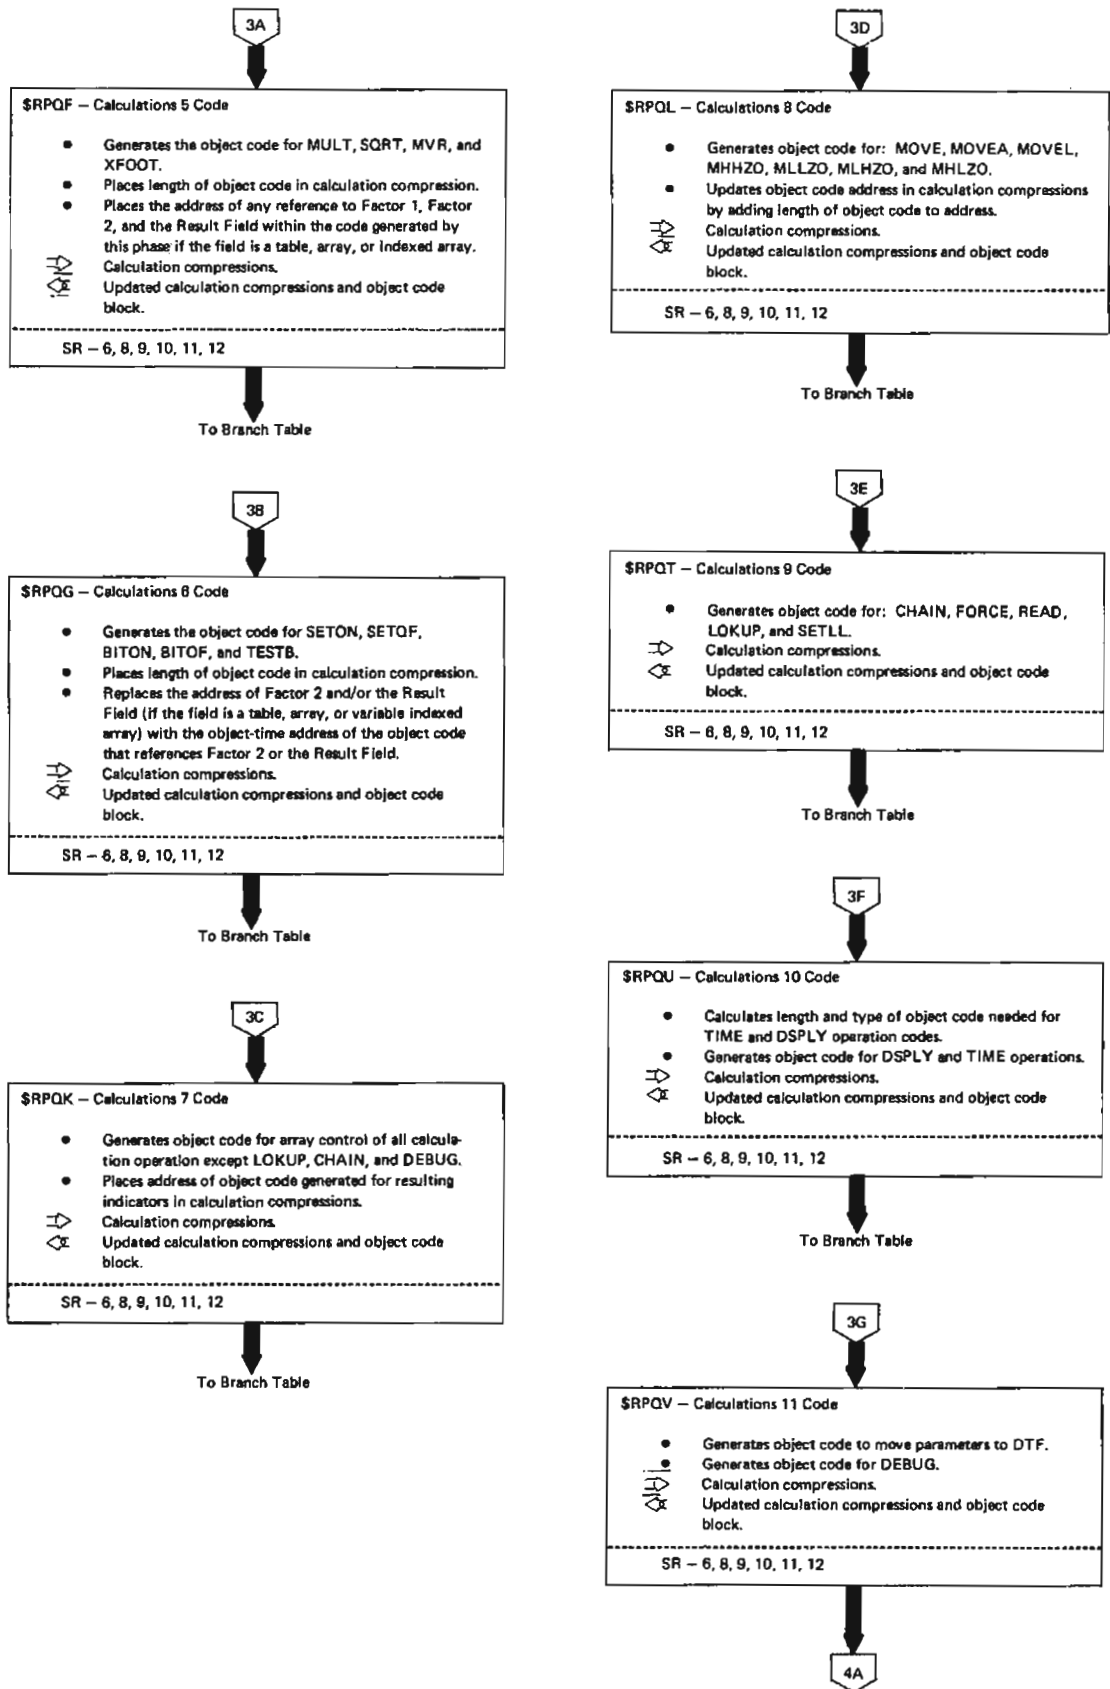 3A
$RPQF — Calculations 5 Code
• Generates the object code for MULT, SQRT, MVR, and
XFOOT.
• Places length of object code in calculation compression.
• Places the address of any reference to Factor 1, Factor
2, and the Result Field within the code generated by
this phase if the field is a table, array, or indexed array.
Calculation compressions.
Updated calculation compressions and object code
block.
SR — 6, 8, 9, 10, 11, 12
To Branch Table
3B
$RPQG — Calculations 6 Code
• Generates the object code for SETON, SETOF,
BITON, BITOF, and TESTB.
• Places length of object code in calculation compression.
• Replaces the address of Factor 2 and/or the Result
Field (if the field is a table, array, or variable indexed
array) with the object-time address of the object code
that references Factor 2 or the Result Field.
Calculation compressions.
Updated calculation compressions and object code
block.
SR — 6, 8, 9, 10, 11, 12
To Branch Table
3C
$RPQK — Calculations 7 Code
• Generates object code for array control of all calcula-
tion operation except LOKUP, CHAIN, and DEBUG.
• Places address of object code generated for resulting
indicators in calculation compressions.
Calculation compressions.
Updated calculation compressions and object code
block.
SR — 6, 8, 9, 10, 11, 12
To Branch Table
3D
$RPQL — Calculations 8 Code
• Generates object code for: MOVE, MOVEA, MOVEL,
MHHZO, MLLZO, MLHZO, and MHLZO.
• Updates object code address in calculation compressions
by adding length of object code to address.
Calculation compressions.
Updated calculation compressions and object code
block.
SR — 6, 8, 9, 10, 11, 12
To Branch Table
3E
$RPQT — Calculations 9 Code
• Generates object code for: CHAIN, FORCE, READ,
LOKUP, and SETLL.
Calculation compressions.
Updated calculation compressions and object code
block.
SR — 6, 8, 9, 10, 11, 12
To Branch Table
3F
$RPQU — Calculations 10 Code
• Calculates length and type of object code needed for
TIME and DSPLY operation codes.
• Generates object code for DSPLY and TIME operations.
Calculation compressions.
Updated calculation compressions and object code
block.
SR — 6, 8, 9, 10, 11, 12
To Branch Table
3G
$RPQV — Calculations 11 Code
• Generates object code to move parameters to DTF.
• Generates object code for DEBUG.
Calculation compressions.
Updated calculation compressions and object code
block.
SR — 6, 8, 9, 10, 11, 12
4A